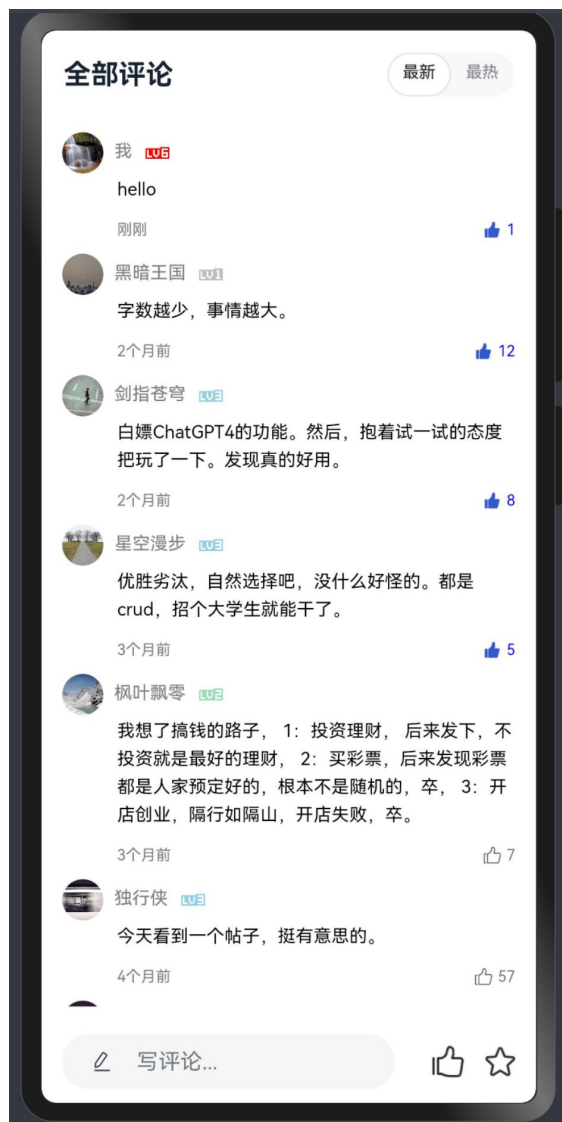 全部评论
最新 最热
我 LV6
hello
刚刚 1
黑暗王国 LV1
字数越少，事情越大。
2个月前 12
剑指苍穹 LV3
白嫖ChatGPT4的功能。然后，抱着试一试的态度
把玩了一下。发现真的好用。
2个月前 8
星空漫步 LV3
优胜劣汰，自然选择吧，没什么好怪的。都是
crud，招个大学生就能干了。
3个月前 5
枫叶飘零 LV2
我想了搞钱的路子， 1：投资理财， 后来发下，不
投资就是最好的理财， 2：买彩票，后来发现彩票
都是人家预定好的，根本不是随机的，卒， 3：开
店创业，隔行如隔山，开店失败，卒。
3个月前 7
独行侠 LV3
今天看到一个帖子，挺有意思的。
4个月前 57
写评论...